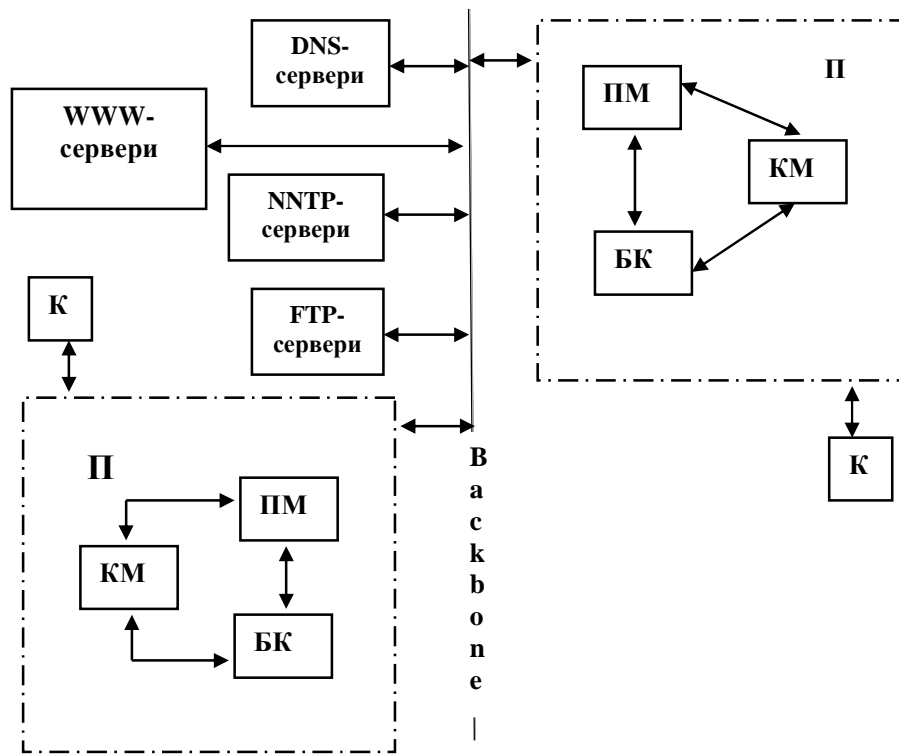 DNS-
сервери
WWW-
сервери
NNTP-
сервери
FTP-
сервери
П
ПМ
КМ
БК
К
К
П
ПМ
КМ
БК
B
a
c
k
b
o
n
e